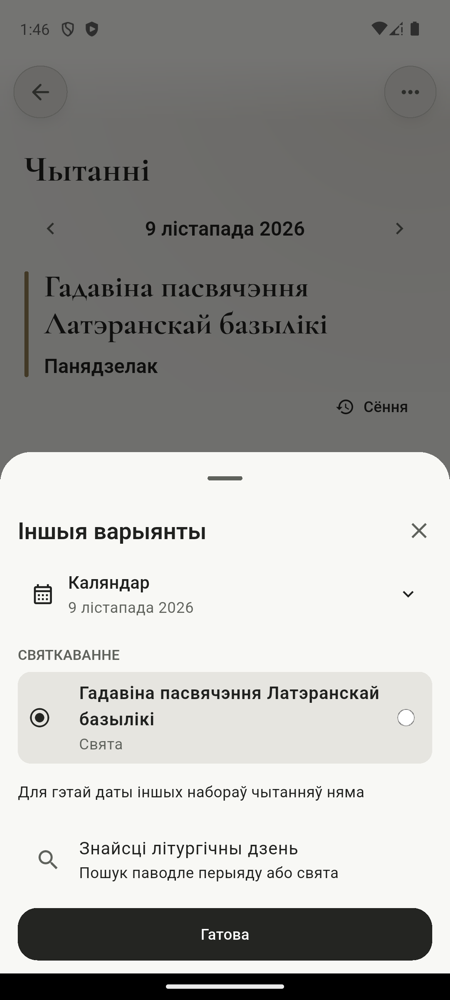 1:46
Чытанні
9 лістапада 2026
Гадавіна пасвячэння
Латэранскай базылікі
Панядзелак
Сёння
Іншыя варыянты
Каляндар
9 лістапада 2026
СВЯТКАВАННЕ
Гадавіна пасвячэння Латэранскай
базылікі
Свята
Для гэтай даты іншых набораў чытанняў няма
Знайсці літургічны дзень
Пошук паводле перыяду або свята
Гатова